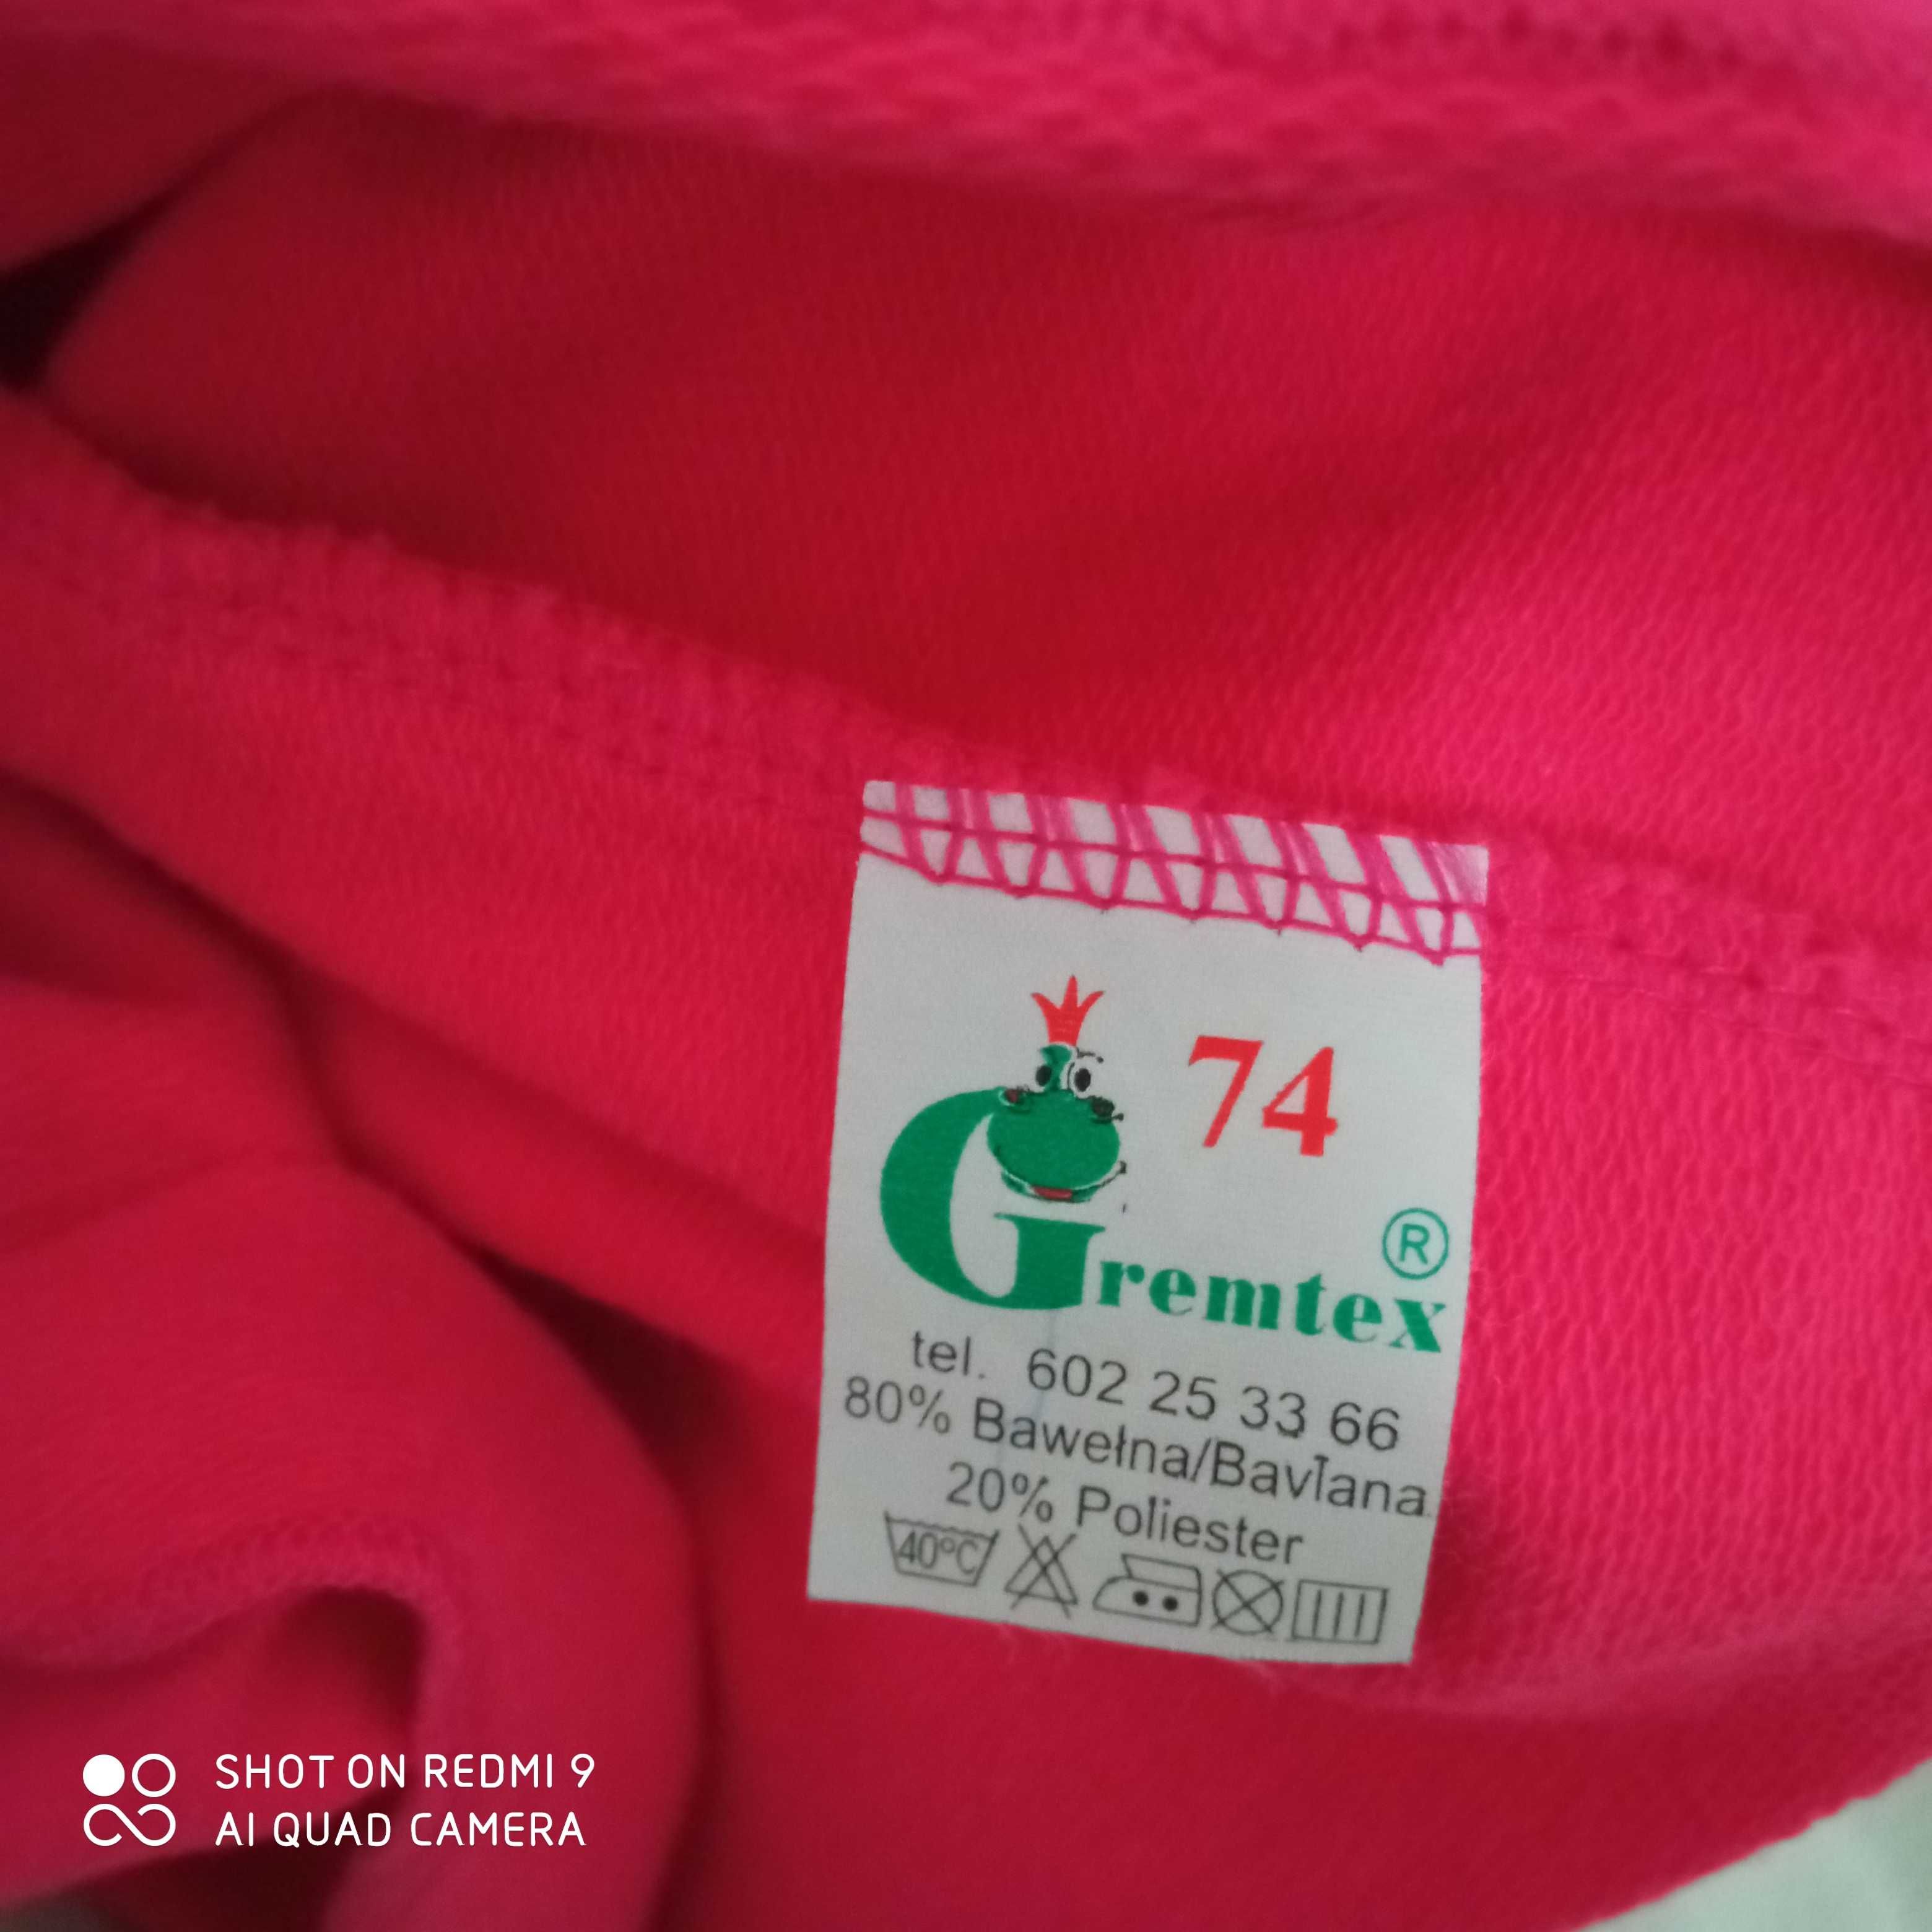 74
Gremtex ®
tel. 602 25 33 66
80% Bawełna/Bavlana
20% Poliester
40°C
SHOT ON REDMI 9
AI QUAD CAMERA